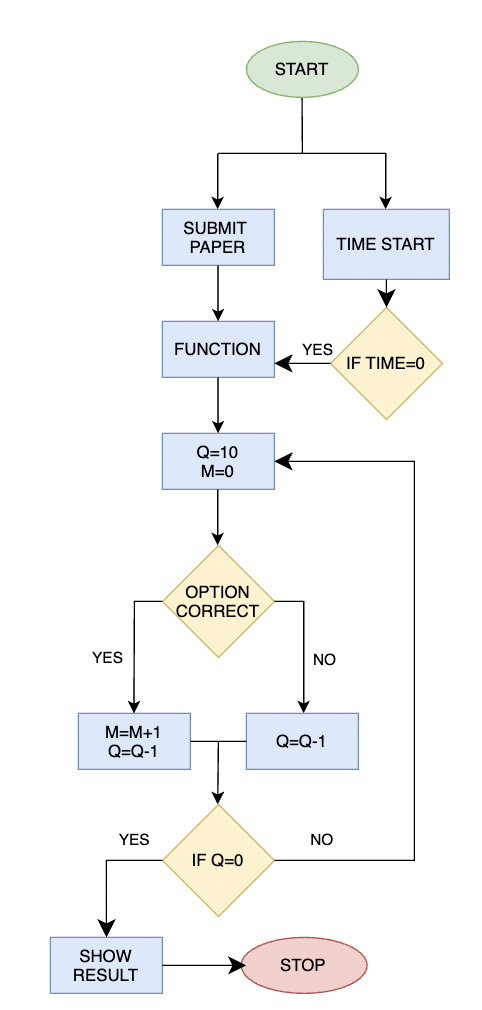 START
SUBMIT
PAPER
TIME START
FUNCTION
YES
IF TIME=0
Q=10
M=0
OPTION
CORRECT
YES
NO
M=M+1
Q=Q-1
Q=Q-1
YES
NO
IF Q=0
SHOW
RESULT
STOP